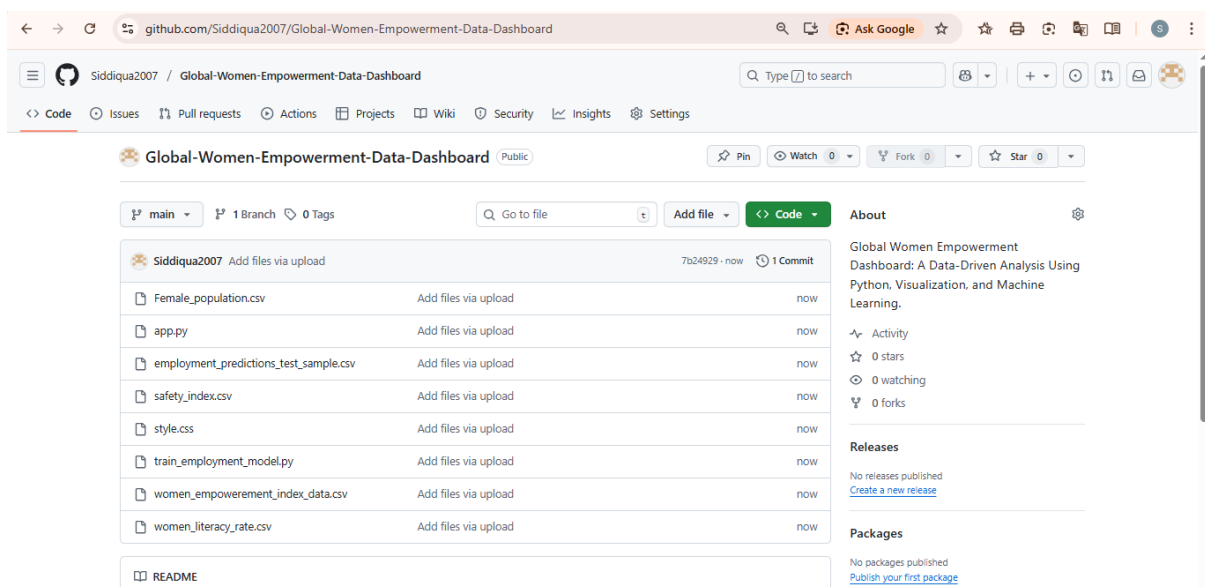 github.com/Siddiqua2007/Global-Women-Empowerment-Data-Dashboard Ask Google S
Siddiqua2007 / Global-Women-Empowerment-Data-Dashboard Type / to search
Code Issues Pull requests Actions Projects Wiki Security Insights Settings
Global-Women-Empowerment-Data-Dashboard Public Pin Watch 0 Fork 0 Star 0
main 1 Branch 0 Tags Go to file t Add file Code
Siddiqua2007 Add files via upload 7b24929 · now 1 Commit
Female_population.csv Add files via upload now
app.py Add files via upload now
employment_predictions_test_sample.csv Add files via upload now
safety_index.csv Add files via upload now
style.css Add files via upload now
train_employment_model.py Add files via upload now
women_empowerement_index_data.csv Add files via upload now
women_literacy_rate.csv Add files via upload now
README
About
Global Women Empowerment
Dashboard: A Data-Driven Analysis Using
Python, Visualization, and Machine
Learning.
Activity
0 stars
0 watching
0 forks
Releases
No releases published
Create a new release
Packages
No packages published
Publish your first package